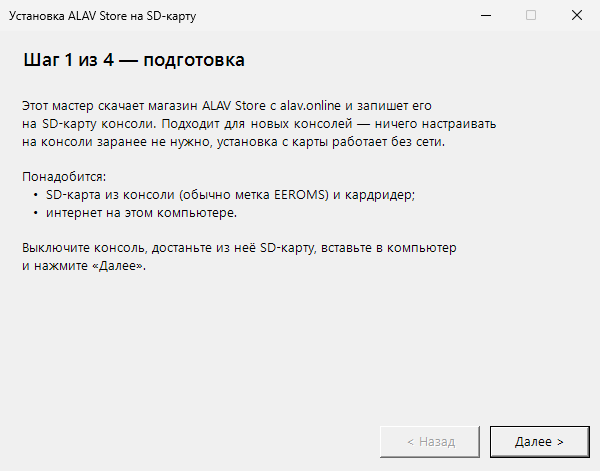 Установка ALAV Store на SD-карту
Шаг 1 из 4 — подготовка
Этот мастер скачает магазин ALAV Store с alav.online и запишет его
на SD-карту консоли. Подходит для новых консолей — ничего настраивать
на консоли заранее не нужно, установка с карты работает без сети.
Понадобится:
• SD-карта из консоли (обычно метка EEROMS) и кардридер;
• интернет на этом компьютере.
Выключите консоль, достаньте из неё SD-карту, вставьте в компьютер
и нажмите «Далее».
< Назад
Далее >